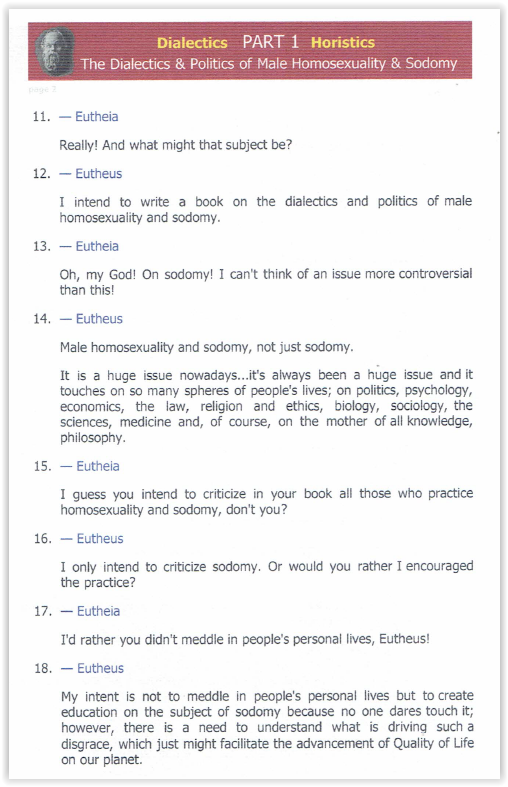 Dialectics PART 1 Horistics
The Dialectics & Politics of Male Homosexuality & Sodomy
page 3
11. — Eutheia
Really! And what might that subject be?
12. — Eutheus
I intend to write a book on the dialectics and politics of male
homosexuality and sodomy.
13. — Eutheia
Oh, my God! On sodomy! I can't think of an issue more controversial
than this!
14. — Eutheus
Male homosexuality and sodomy, not just sodomy.
It is a huge issue nowadays...it's always been a huge issue and it
touches on so many spheres of people's lives; on politics, psychology,
economics, the law, religion and ethics, biology, sociology, the
sciences, medicine and, of course, on the mother of all knowledge,
philosophy.
15. — Eutheia
I guess you intend to criticize in your book all those who practice
homosexuality and sodomy, don't you?
16. — Eutheus
I only intend to criticize sodomy. Or would you rather I encouraged
the practice?
17. — Eutheia
I'd rather you didn't meddle in people's personal lives, Eutheus!
18. — Eutheus
My intent is not to meddle in people's personal lives but to create
education on the subject of sodomy because no one dares touch it;
however, there is a need to understand what is driving such a
disgrace, which just might facilitate the advancement of Quality of Life
on our planet.